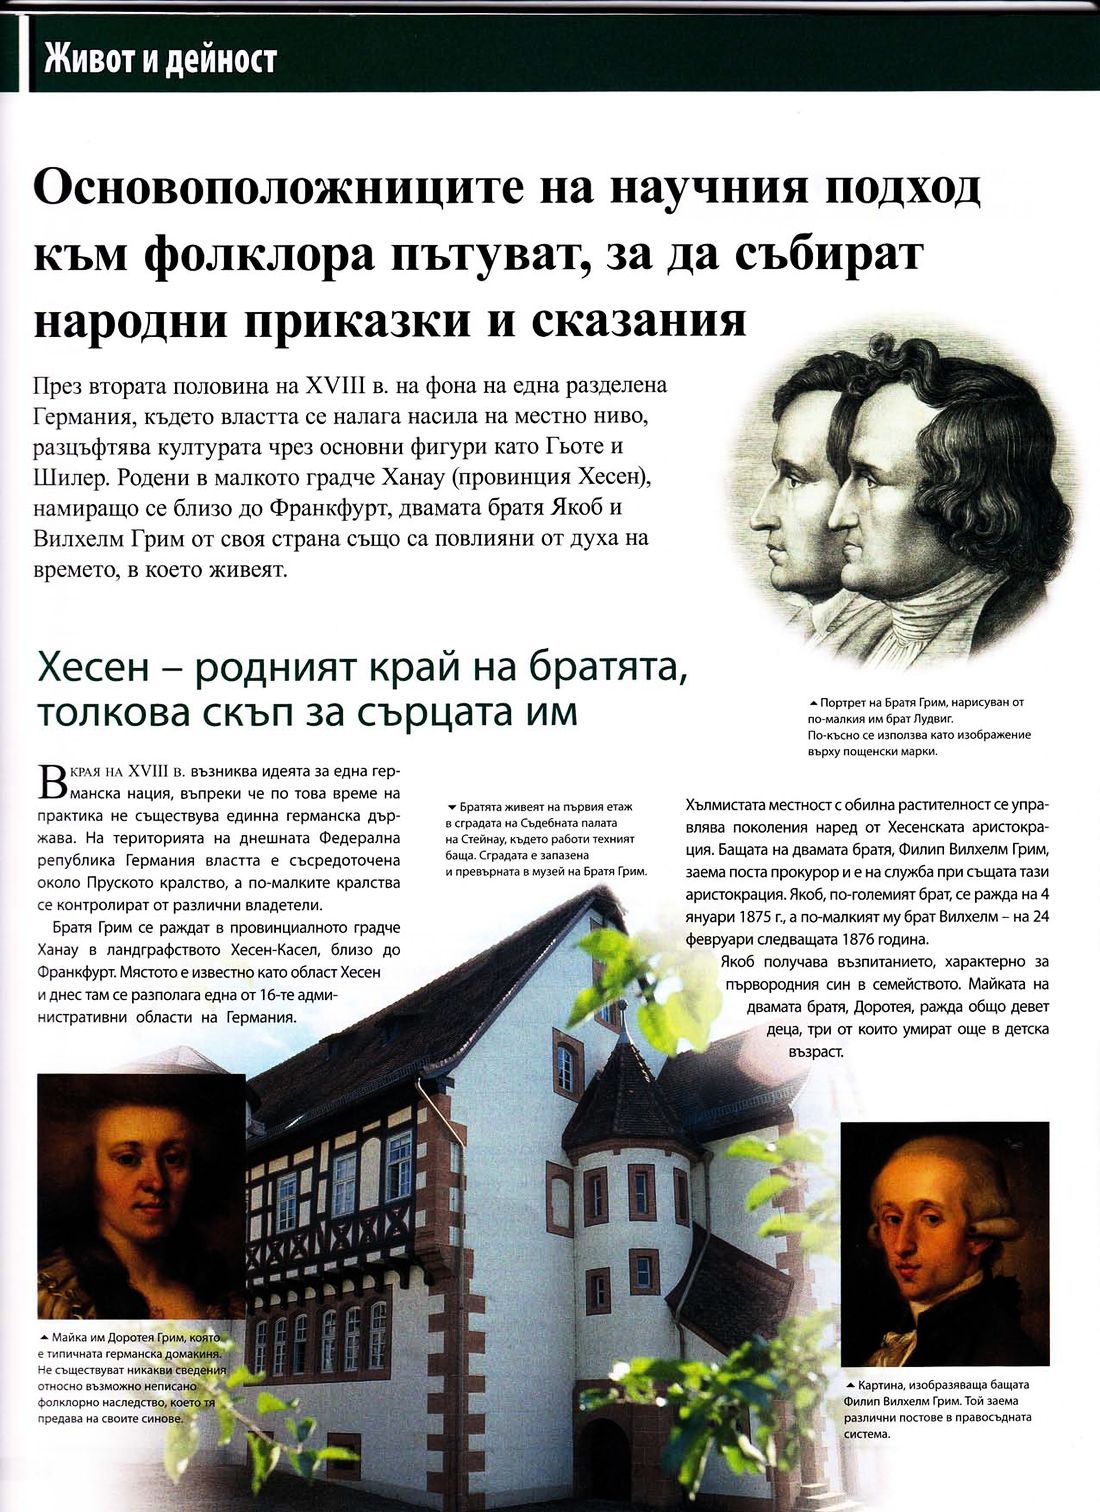 Живот и дейност
Основоположниците на научния подход
към фолклора пътуват, за да събират
народни приказки и сказания
През втората половина на XVIII в. на фона на една разделена
Германия, където властта се налага насила на местно ниво,
разцъфтява културата чрез основни фигури като Гьоте и
Шилер. Родени в малкото градче Ханау (провинция Хесен),
намиращо се близо до Франкфурт, двамата братя Якоб и
Вилхелм Грим от своя страна също са повлияни от духа на
времето, в което живеят.
▲ Портрет на Братя Грим, нарисуван от
по-малкия им брат Лудвиг.
По-късно се използва като изображение
върху пощенски марки.
Хесен – родният край на братята,
толкова скъп за сърцата им
В края на XVIII в. възниква идеята за една гер-
манска нация, въпреки че по това време на
практика не съществува единна германска дър-
жава. На територията на днешната Федерална
република Германия властта е съсредоточена
около Пруското кралство, а по-малките кралства
се контролират от различни владетели.
Братя Грим се раждат в провинциалното градче
Ханау в ландграфството Хесен-Касел, близо до
Франкфурт. Мястото е известно като област Хесен
и днес там се разполага една от 16-те адми-
нистративни области на Германия.
▼ Братята живеят на първия етаж
в сградата на Съдебната палата
на Стейнау, където работи техният
баща. Сградата е запазена
и превърната в музей на Братя Грим.
Хълмистата местност с обилна растителност се упра-
влява поколения наред от Хесенската аристокра-
ция. Бащата на двамата братя, Филип Вилхелм Грим,
заема поста прокурор и е на служба при същата тази
аристокрация. Якоб, по-големият брат, се ражда на 4
януари 1875 г., а по-малкият му брат Вилхелм – на 24
февруари следващата 1876 година.
Якоб получава възпитанието, характерно за
първородния син в семейството. Майката на
двамата братя, Доротея, ражда общо девет
деца, три от които умират още в детска
възраст.
▲ Майка им Доротея Грим, която
е типичната германска домакиня.
Не съществуват никакви сведения
относно възможно неписано
фолклорно наследство, което тя
предава на своите синове.
▲ Картина, изобразяваща бащата
Филип Вилхелм Грим. Той заема
различни постове в правосъдната
система.